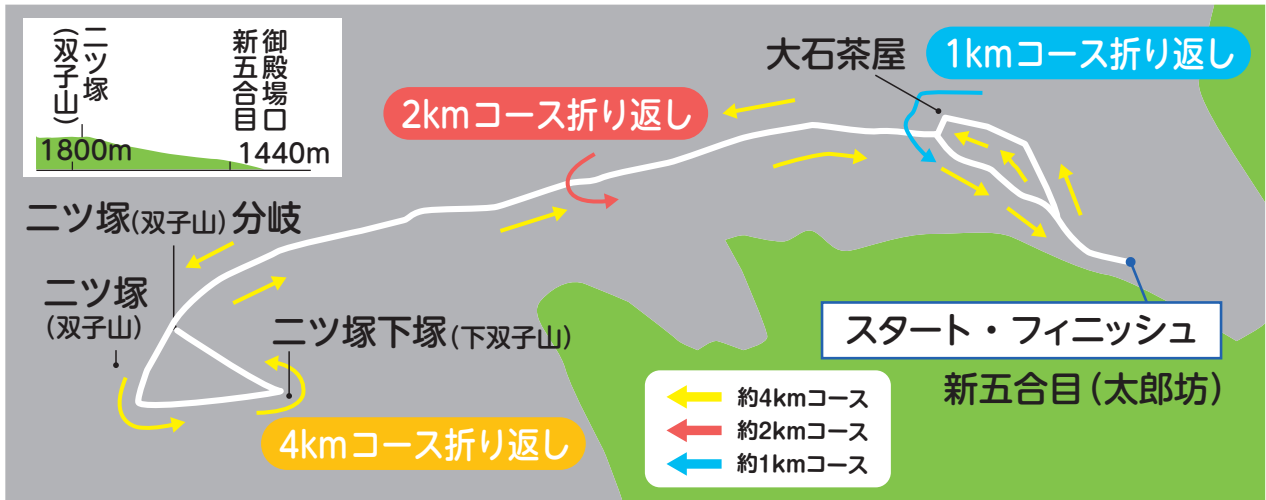 二ツ塚
(双子山)
御殿場口
新五合目
1800m
1440m
大石茶屋
1kmコース折り返し
2kmコース折り返し
二ツ塚(双子山)分岐
二ツ塚
(双子山)
二ツ塚下塚(下双子山)
4kmコース折り返し
スタート・フィニッシュ
新五合目(太郎坊)
約4kmコース
約2kmコース
約1kmコース